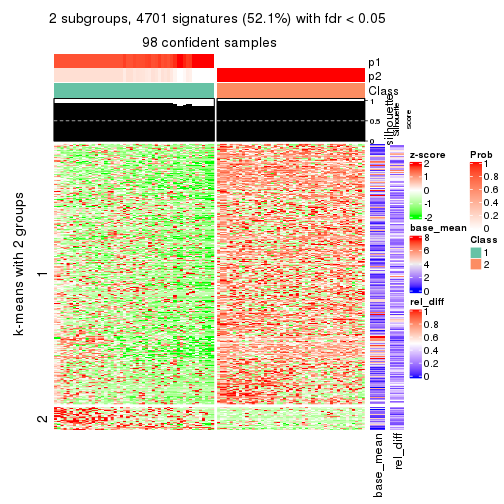 2 subgroups, 4701 signatures (52.1%) with fdr < 0.05
98 confident samples
p1
p2
Class
silhouette
Silhouette
score
1
0.5
0
k-means with 2 groups
1
2
base_mean
rel_diff
z-score
2
1
0
-1
-2
base_mean
8
6
4
2
0
rel_diff
1
0.8
0.6
0.4
0.2
0
Prob
1
0.8
0.6
0.4
0.2
0
Class
1
2